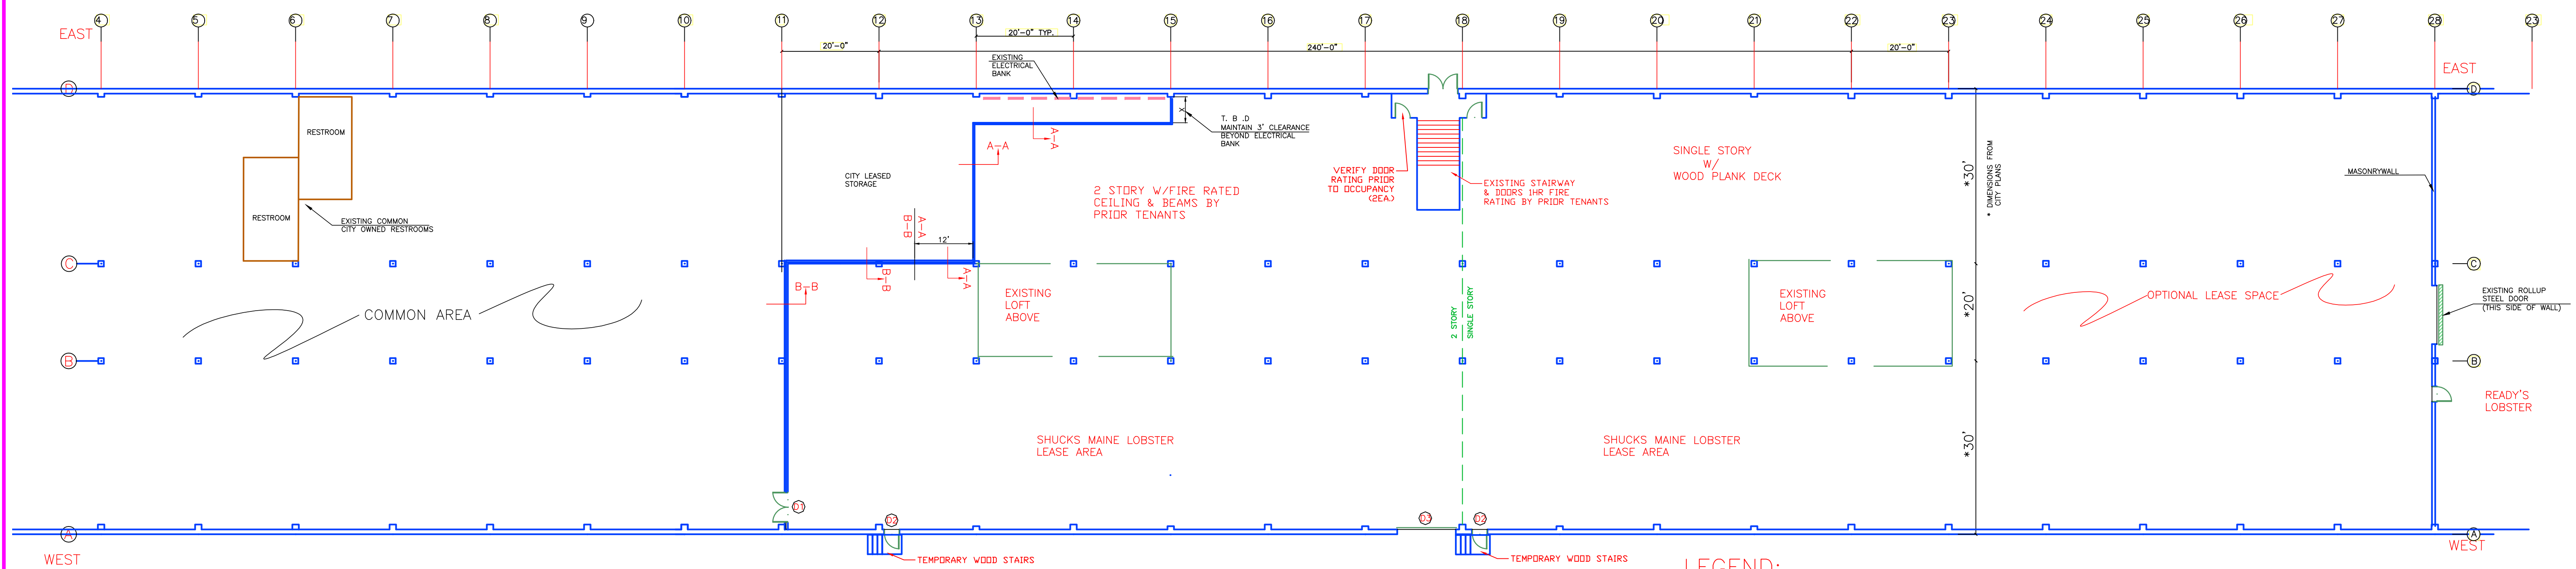 4 5 6 7 8 9 10 11 12 13 14 15 16 17 18 19 20 21 22 23 24 25 26 27 28 23
EAST
20'-0" TYP.
20'-0"
240'-0"
20'-0"
EAST
EXISTING
ELECTRICAL
BANK
D
D
RESTROOM
RESTROOM
EXISTING COMMON
CITY OWNED RESTROOMS
CITY LEASED
STORAGE
A-A
A-A
X
T. B .D
MAINTAIN 3' CLEARANCE
BEYOND ELECTRICAL
BANK
2 STORY W/FIRE RATED
CEILING & BEAMS BY
PRIOR TENANTS
VERIFY DOOR
RATING PRIOR
TO OCCUPANCY
(2EA.)
EXISTING STAIRWAY
& DOORS 1HR FIRE
RATING BY PRIOR TENANTS
SINGLE STORY
W/
WOOD PLANK DECK
*30'
* DIMENSIONS FROM
CITY PLANS
MASONRYWALL
B-B
A-A
12'
C
C
B-B
B-B
A-A
COMMON AREA
EXISTING
LOFT
ABOVE
2 STORY
SINGLE STORY
EXISTING
LOFT
ABOVE
*20'
OPTIONAL LEASE SPACE
EXISTING ROLLUP
STEEL DOOR
(THIS SIDE OF WALL)
B
B
READY'S
LOBSTER
SHUCKS MAINE LOBSTER
LEASE AREA
SHUCKS MAINE LOBSTER
LEASE AREA
*30'
D1
D2
D3
D2
A
A
WEST
WEST
TEMPORARY WOOD STAIRS
TEMPORARY WOOD STAIRS
LEGEND: